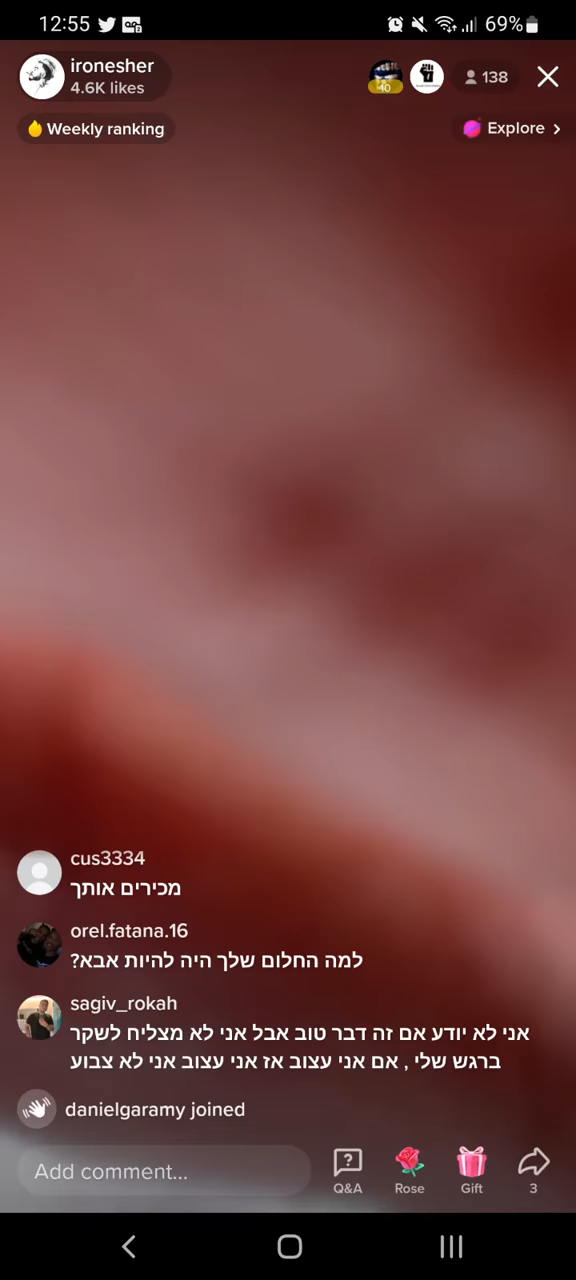 12:55
69%
ironesher
4.6K likes
10
138
Weekly ranking
Explore
cus3334
מכירים אותך
orel.fatana.16
למה החלום שלך היה להיות אבא?
sagiv_rokah
אני לא יודע אם זה דבר טוב אבל אני לא מצליח לשקר
ברגש שלי , אם אני עצוב אז אני עצוב אני לא צבוע
danielgaramy joined
Add comment...
Q&A
Rose
Gift
3